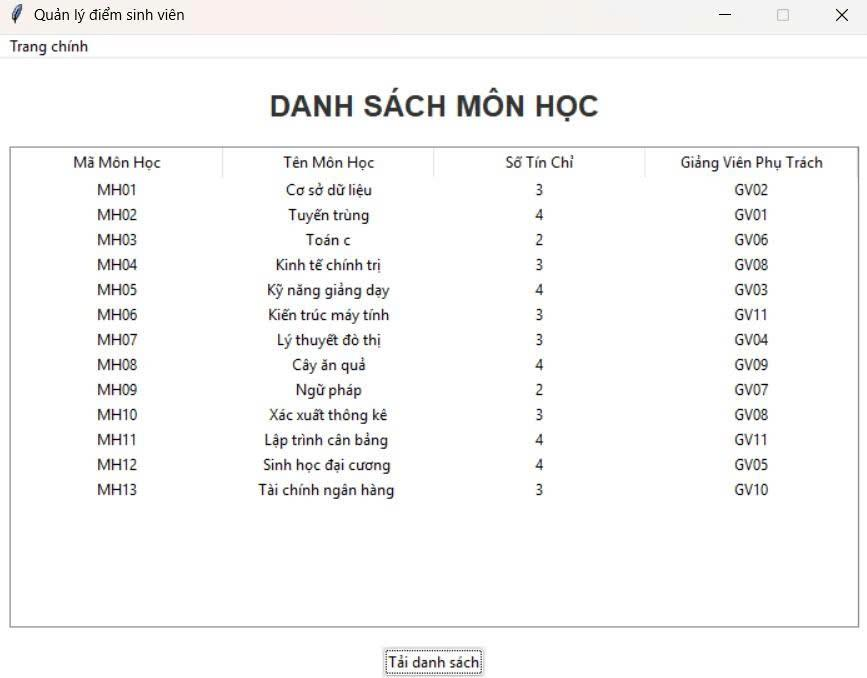 Quản lý điểm sinh viên
Trang chính
DANH SÁCH MÔN HỌC
Mã Môn Học Tên Môn Học Số Tín Chỉ Giảng Viên Phụ Trách
MH01 Cơ sở dữ liệu 3 GV02
MH02 Tuyến trùng 4 GV01
MH03 Toán c 2 GV06
MH04 Kinh tế chính trị 3 GV08
MH05 Kỹ năng giảng dạy 4 GV03
MH06 Kiến trúc máy tính 3 GV11
MH07 Lý thuyết đò thị 3 GV04
MH08 Cây ăn quả 4 GV09
MH09 Ngữ pháp 2 GV07
MH10 Xác xuất thông kê 3 GV08
MH11 Lập trình căn bảng 4 GV11
MH12 Sinh học đại cương 4 GV05
MH13 Tài chính ngân hàng 3 GV10
Tải danh sách